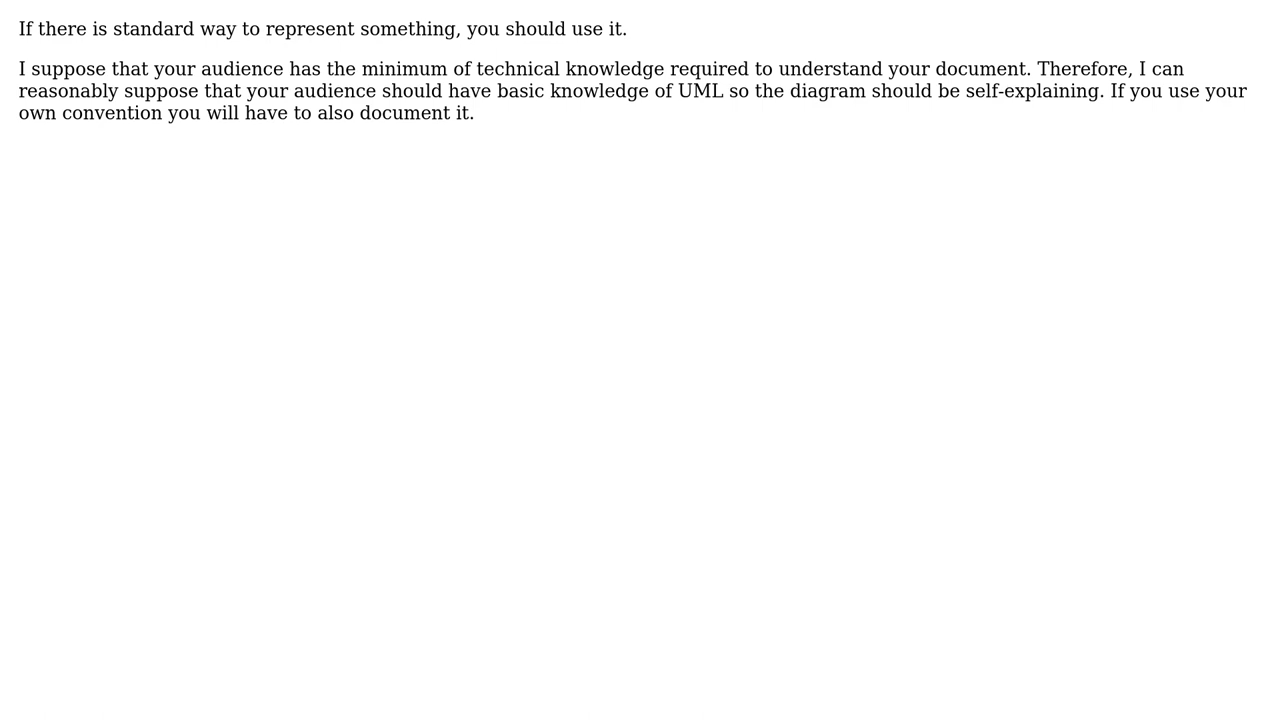 If there is standard way to represent something, you should use it.
I suppose that your audience has the minimum of technical knowledge required to understand your document. Therefore, I can
reasonably suppose that your audience should have basic knowledge of UML so the diagram should be self-explaining. If you use your
own convention you will have to also document it.